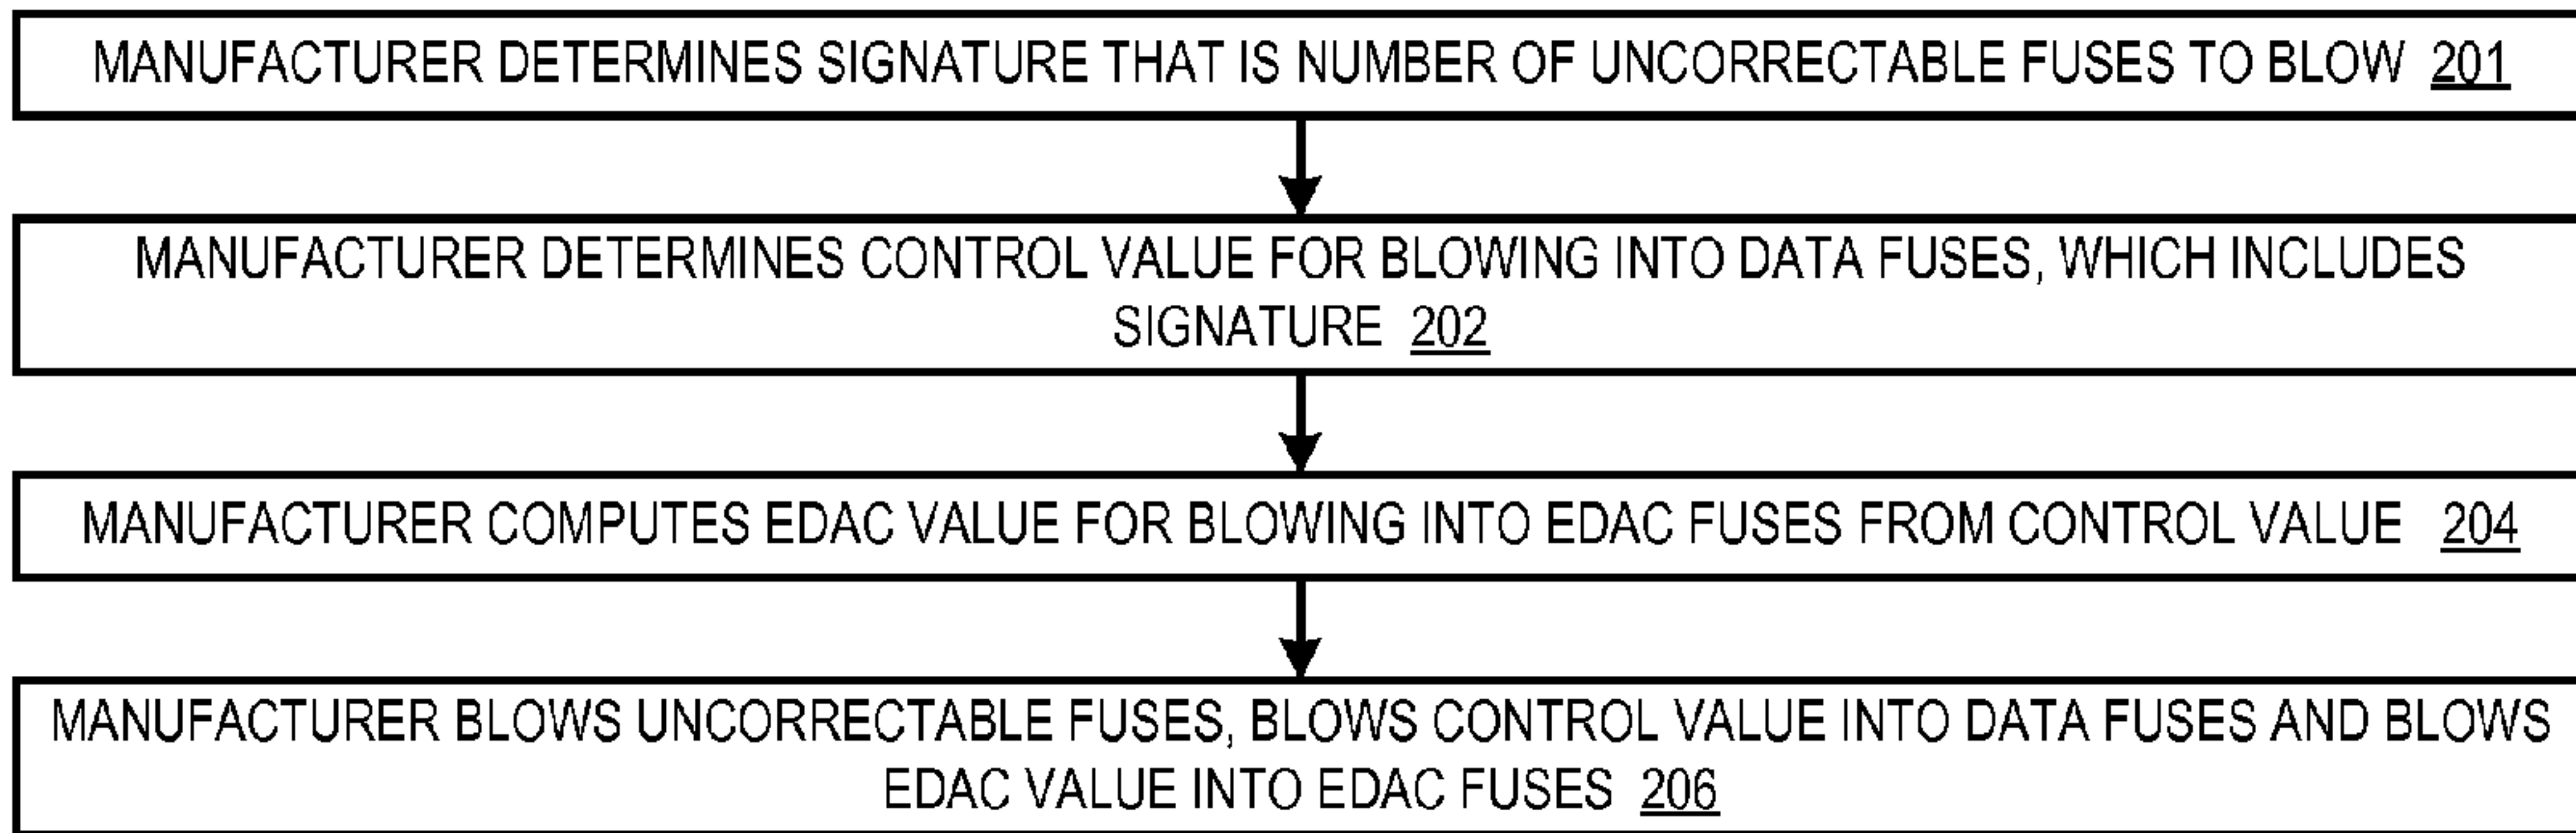 MANUFACTURER DETERMINES SIGNATURE THAT IS NUMBER OF UNCORRECTABLE FUSES TO BLOW 201
MANUFACTURER DETERMINES CONTROL VALUE FOR BLOWING INTO DATA FUSES, WHICH INCLUDES
SIGNATURE 202
MANUFACTURER COMPUTES EDAC VALUE FOR BLOWING INTO EDAC FUSES FROM CONTROL VALUE 204
MANUFACTURER BLOWS UNCORRECTABLE FUSES, BLOWS CONTROL VALUE INTO DATA FUSES AND BLOWS
EDAC VALUE INTO EDAC FUSES 206